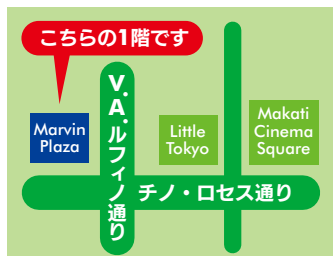 こちらの1階です
Marvin
Plaza
V.A.ルフィノ通り
Little
Tokyo
Makati
Cinema
Square
チノ・ロセス通り